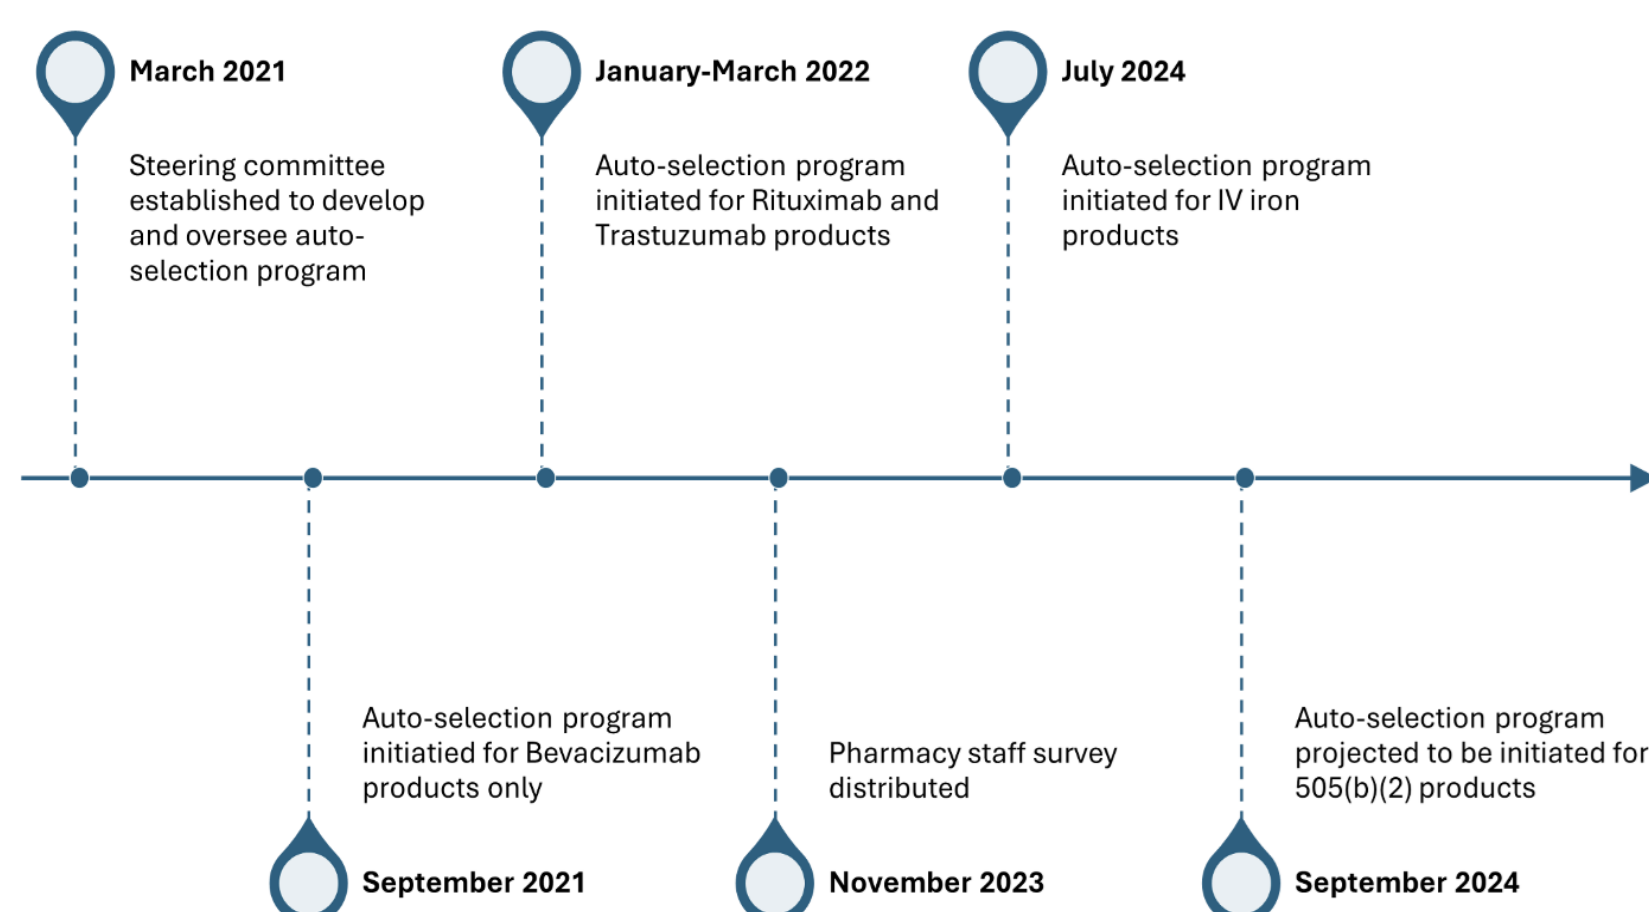 March 2021
Steering committee
established to develop
and oversee auto-
selection program
January-March 2022
Auto-selection program
initiated for Rituximab and
Trastuzumab products
July 2024
Auto-selection program
initiated for IV iron
products
Auto-selection program
initiatied for Bevacizumab
products only
September 2021
Pharmacy staff survey
distributed
November 2023
Auto-selection program
projected to be initiated for
505(b)(2) products
September 2024